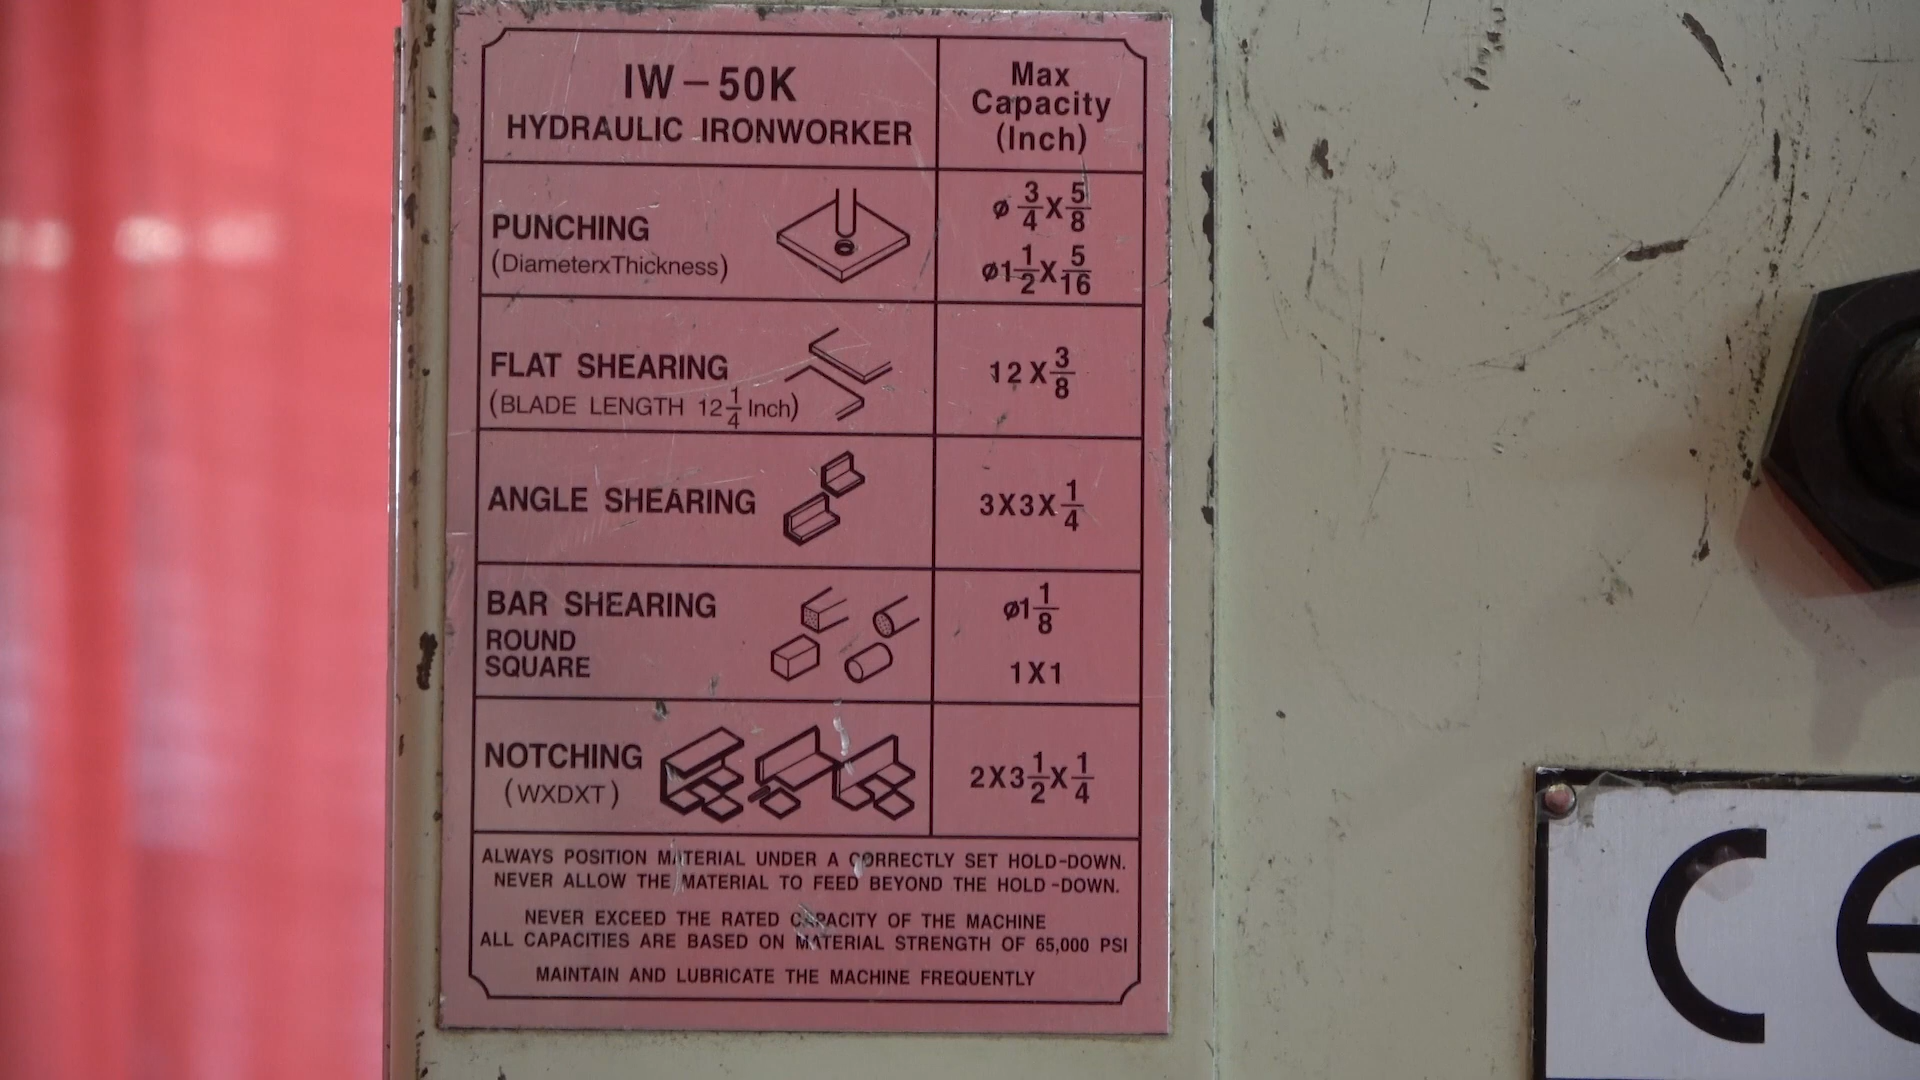 IW-50K
HYDRAULIC IRONWORKER
Max
Capacity
(Inch)
PUNCHING
(DiameterxThickness)
ø 3/4 X 5/8
ø1 1/2 X 5/16
FLAT SHEARING
(BLADE LENGTH 12 1/4 Inch)
12 X 3/8
ANGLE SHEARING
3X3X 1/4
BAR SHEARING
ROUND
SQUARE
ø1 1/8
1X1
NOTCHING
(WXDXT)
2X3 1/2 X 1/4
ALWAYS POSITION MATERIAL UNDER A CORRECTLY SET HOLD-DOWN.
NEVER ALLOW THE MATERIAL TO FEED BEYOND THE HOLD-DOWN.
NEVER EXCEED THE RATED CAPACITY OF THE MACHINE
ALL CAPACITIES ARE BASED ON MATERIAL STRENGTH OF 65,000 PSI
MAINTAIN AND LUBRICATE THE MACHINE FREQUENTLY
CE